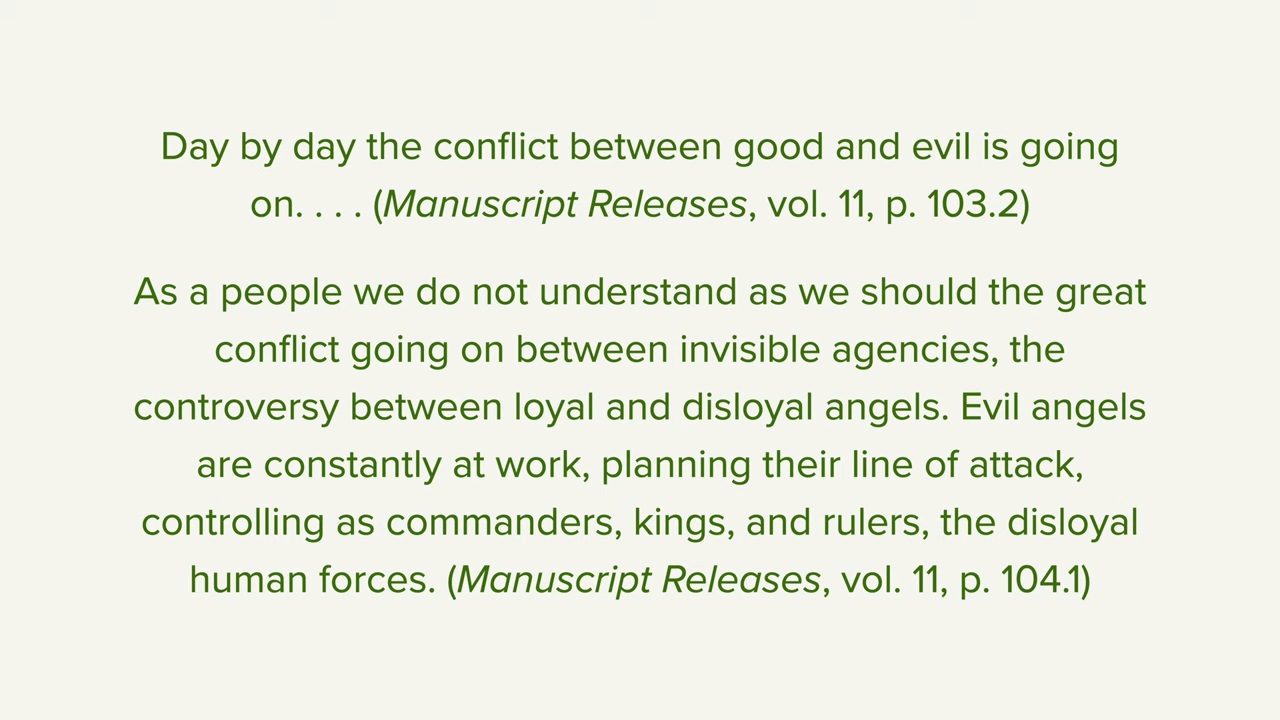 Day by day the conflict between good and evil is going
on. . . . (Manuscript Releases, vol. 11, p. 103.2)
As a people we do not understand as we should the great
conflict going on between invisible agencies, the
controversy between loyal and disloyal angels. Evil angels
are constantly at work, planning their line of attack,
controlling as commanders, kings, and rulers, the disloyal
human forces. (Manuscript Releases, vol. 11, p. 104.1)